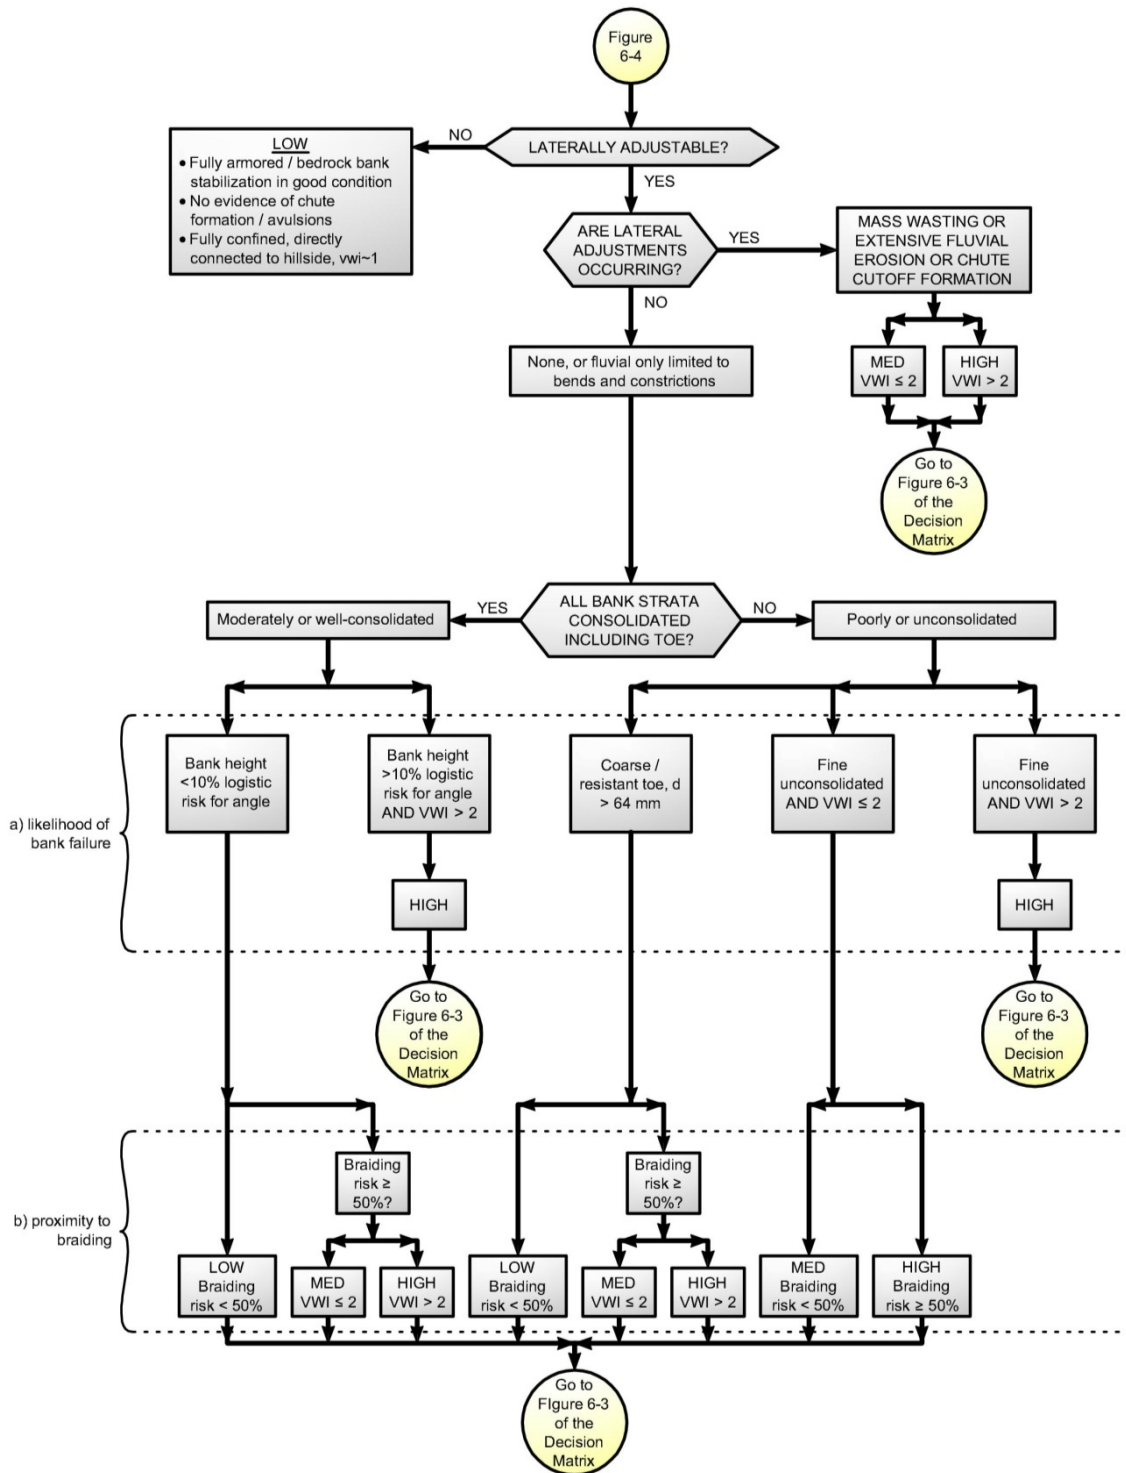 Figure
6-4
LATERALLY ADJUSTABLE?
NO
LOW
• Fully armored / bedrock bank
stabilization in good condition
• No evidence of chute
formation / avulsions
• Fully confined, directly
connected to hillside, vwi~1
YES
ARE LATERAL
ADJUSTMENTS
OCCURRING?
YES
MASS WASTING OR
EXTENSIVE FLUVIAL
EROSION OR CHUTE
CUTOFF FORMATION
NO
MED
VWI ≤ 2
HIGH
VWI > 2
None, or fluvial only limited to
bends and constrictions
Go to
Figure 6-3
of the
Decision
Matrix
ALL BANK STRATA
CONSOLIDATED
INCLUDING TOE?
YES
Moderately or well-consolidated
NO
Poorly or unconsolidated
a) likelihood of
bank failure
Bank height
<10% logistic
risk for angle
Bank height
>10% logistic
risk for angle
AND VWI > 2
Coarse /
resistant toe, d
> 64 mm
Fine
unconsolidated
AND VWI ≤ 2
Fine
unconsolidated
AND VWI > 2
HIGH
HIGH
Go to
Figure 6-3
of the
Decision
Matrix
Go to
Figure 6-3
of the
Decision
Matrix
b) proximity to
braiding
Braiding
risk ≥
50%?
Braiding
risk ≥
50%?
LOW
Braiding
risk < 50%
MED
VWI ≤ 2
HIGH
VWI > 2
LOW
Braiding
risk < 50%
MED
VWI ≤ 2
HIGH
VWI > 2
MED
Braiding
risk < 50%
HIGH
Braiding
risk ≥ 50%
Go to
FIgure 6-3
of the
Decision
Matrix